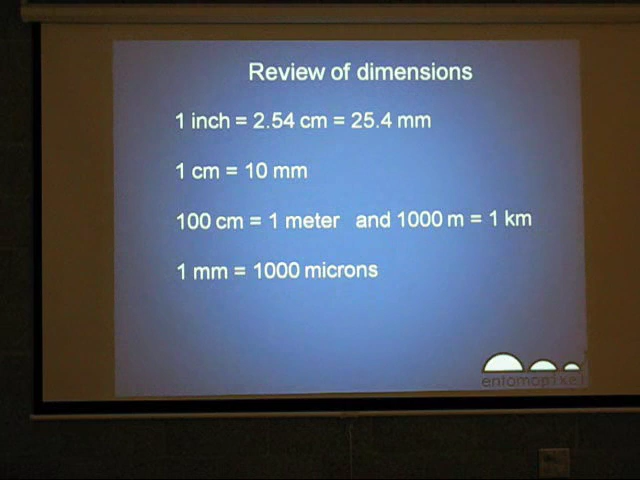 Review of dimensions
1 inch = 2.54 cm = 25.4 mm
1 cm = 10 mm
100 cm = 1 meter and 1000 m = 1 km
1 mm = 1000 microns
entomopixel